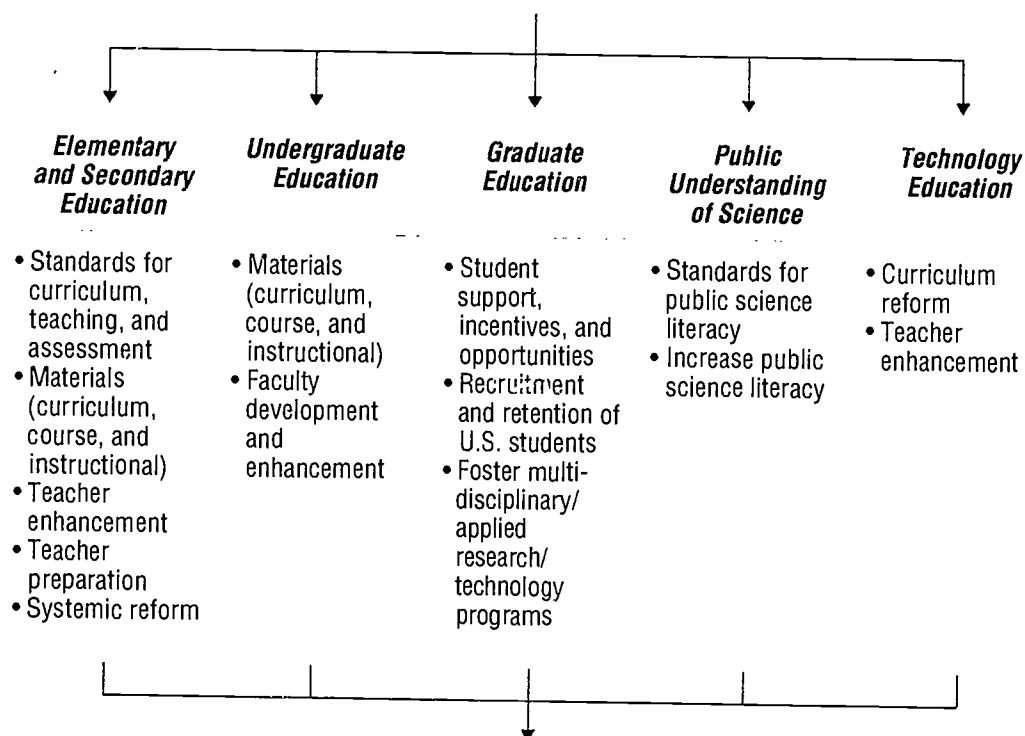 Elementary
and Secondary
Education
• Standards for
curriculum,
teaching, and
assessment
• Materials
(curriculum,
course, and
instructional)
• Teacher
enhancement
• Teacher
preparation
• Systemic reform
Undergraduate
Education
• Materials
(curriculum,
course, and
instructional)
• Faculty
development
and
enhancement
Graduate
Education
• Student
support,
incentives, and
opportunities
• Recruitment
and retention of
U.S. students
• Foster multi-
disciplinary/
applied
research/
technology
programs
Public
Understanding
of Science
• Standards for
public science
literacy
• Increase public
science literacy
Technology
Education
• Curriculum
reform
• Teacher
enhancement